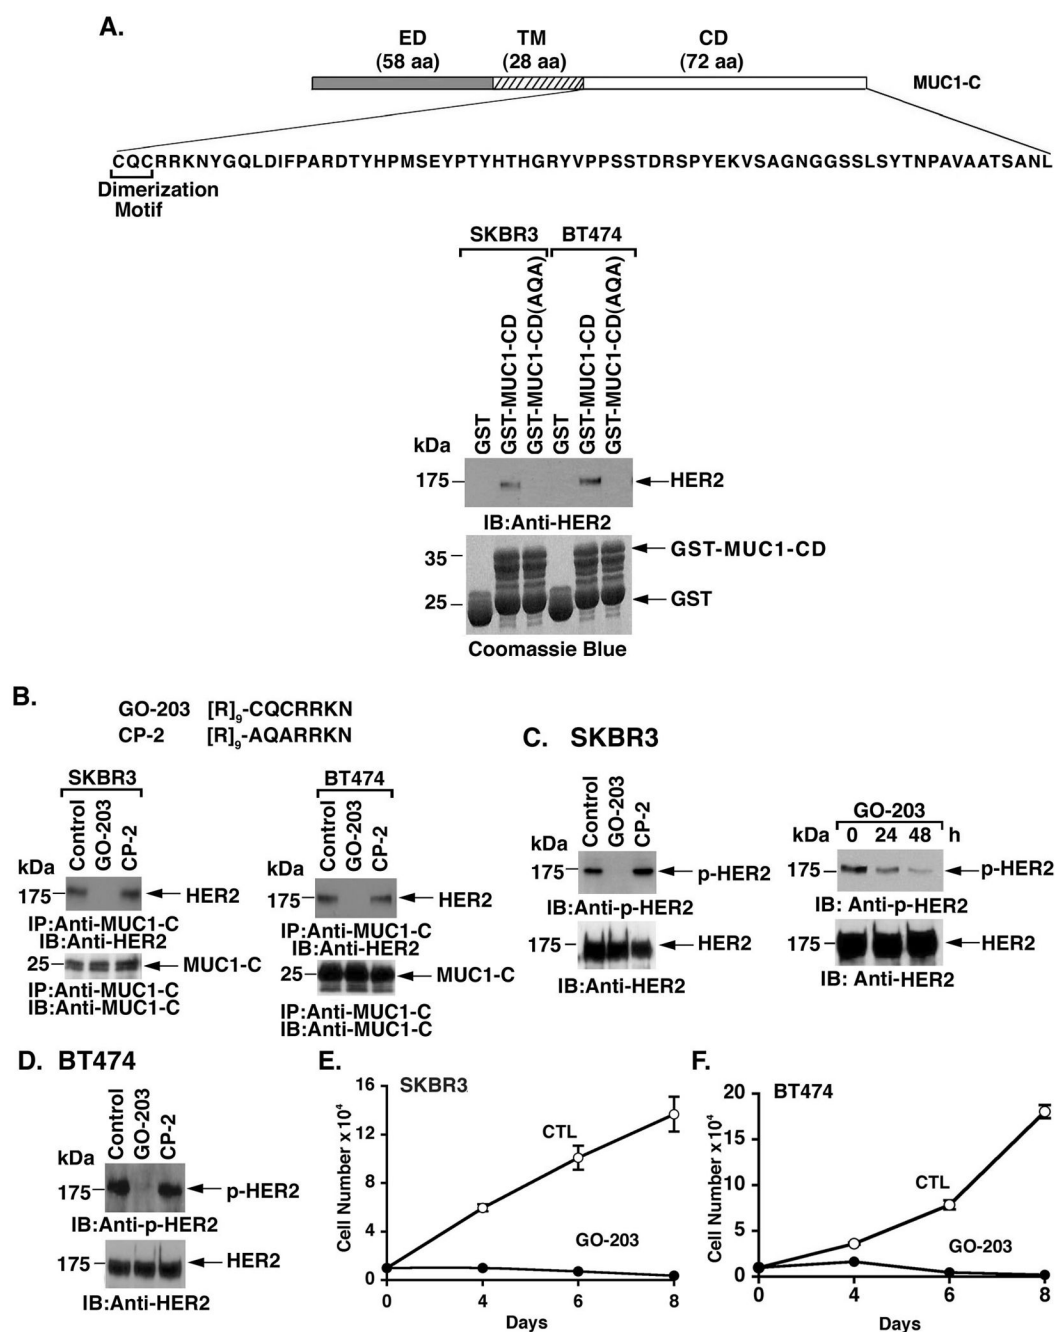 A.
ED TM CD
(58 aa) (28 aa) (72 aa)
MUC1-C
CQCRRKNYGQLDIFPARDTYHPMSEYPTYHTHGRYVPPSSTDRSPYEKVSAGNGGSSLSYTNPAVAATSANL
Dimerization
Motif
SKBR3 BT474
GST
GST-MUC1-CD
GST-MUC1-CD(AQA)
GST
GST-MUC1-CD
GST-MUC1-CD(AQA)
kDa
175 HER2
IB:Anti-HER2
35 GST-MUC1-CD
25 GST
Coomassie Blue
B.
GO-203 [R]9-CQCRRKN
CP-2 [R]9-AQARRKN
SKBR3
Control
GO-203
CP-2
kDa
175 HER2
IP:Anti-MUC1-C
IB:Anti-HER2
25 MUC1-C
IP:Anti-MUC1-C
IB:Anti-MUC1-C
BT474
Control
GO-203
CP-2
kDa
175 HER2
IP:Anti-MUC1-C
IB:Anti-HER2
25 MUC1-C
IP:Anti-MUC1-C
IB:Anti-MUC1-C
C. SKBR3
Control
GO-203
CP-2
kDa
175 p-HER2
IB:Anti-p-HER2
175 HER2
IB:Anti-HER2
GO-203
kDa 0 24 48 h
175 p-HER2
IB: Anti-p-HER2
175 HER2
IB: Anti-HER2
D. BT474
Control
GO-203
CP-2
kDa
175 p-HER2
IB:Anti-p-HER2
175 HER2
IB:Anti-HER2
E.
SKBR3
Cell Number x104
16
12
8
4
0
CTL
GO-203
0 4 6 8
Days
F.
BT474
Cell Number x104
20
15
10
5
0
CTL
GO-203
0 4 6 8
Days